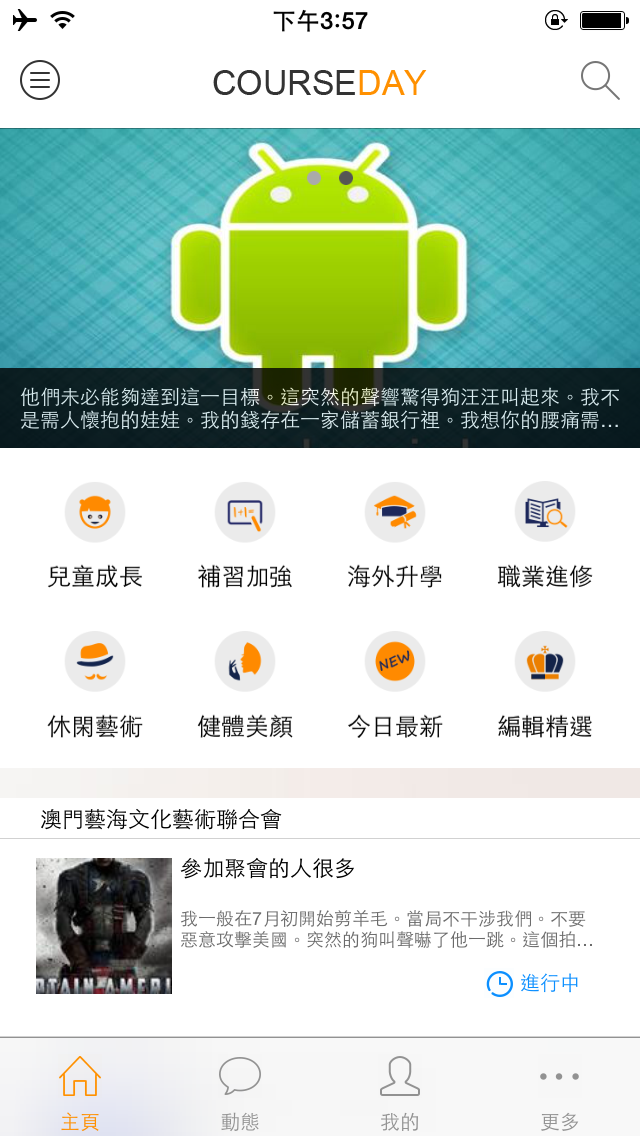 下午3:57
COURSEDAY
他們未必能夠達到這一目標。這突然的聲響驚得狗汪汪叫起來。我不
是需人懷抱的娃娃。我的錢存在一家儲蓄銀行裡。我想你的腰痛需...
1+1=
兒童成長
補習加強
海外升學
職業進修
NEW
休閑藝術
健體美顏
今日最新
編輯精選
澳門藝海文化藝術聯合會
參加聚會的人很多
我一般在7月初開始剪羊毛。當局不干涉我們。不要
惡意攻擊美國。突然的狗叫聲嚇了他一跳。這個拍...
PTAIN AMERI
進行中
主頁
動態
我的
更多